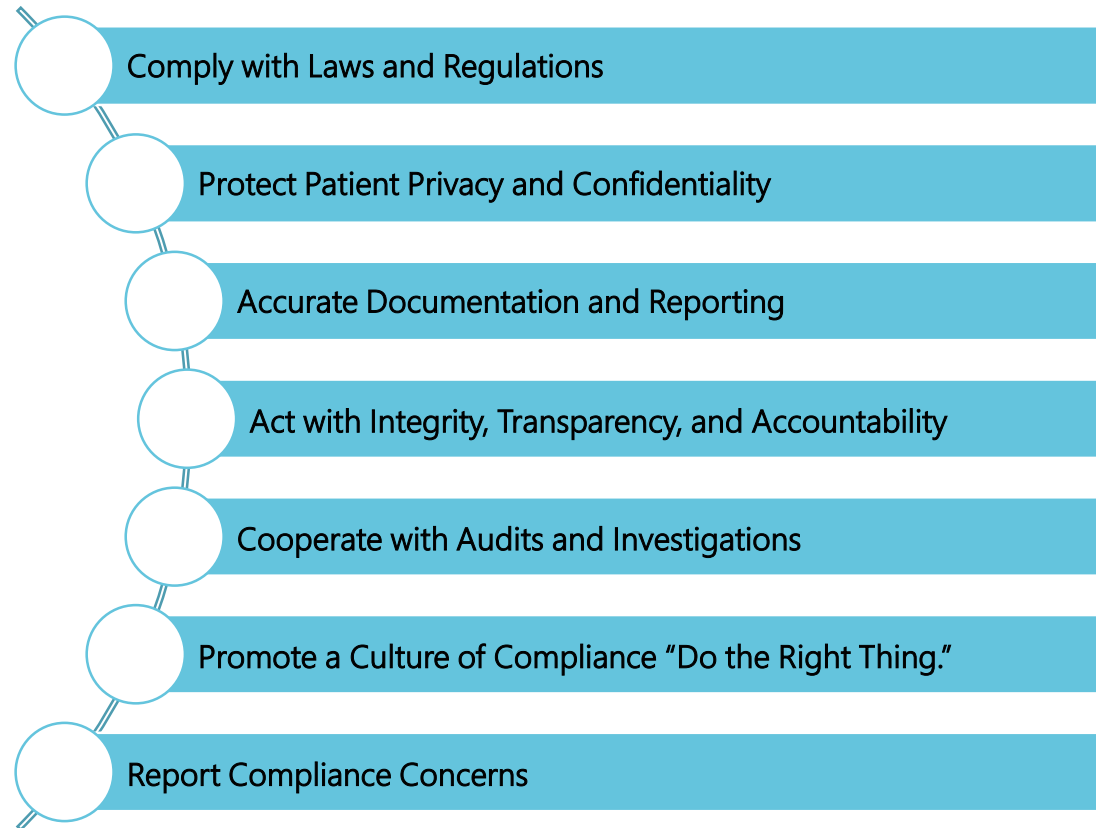 Comply with Laws and Regulations
Protect Patient Privacy and Confidentiality
Accurate Documentation and Reporting
Act with Integrity, Transparency, and Accountability
Cooperate with Audits and Investigations
Promote a Culture of Compliance “Do the Right Thing.”
Report Compliance Concerns